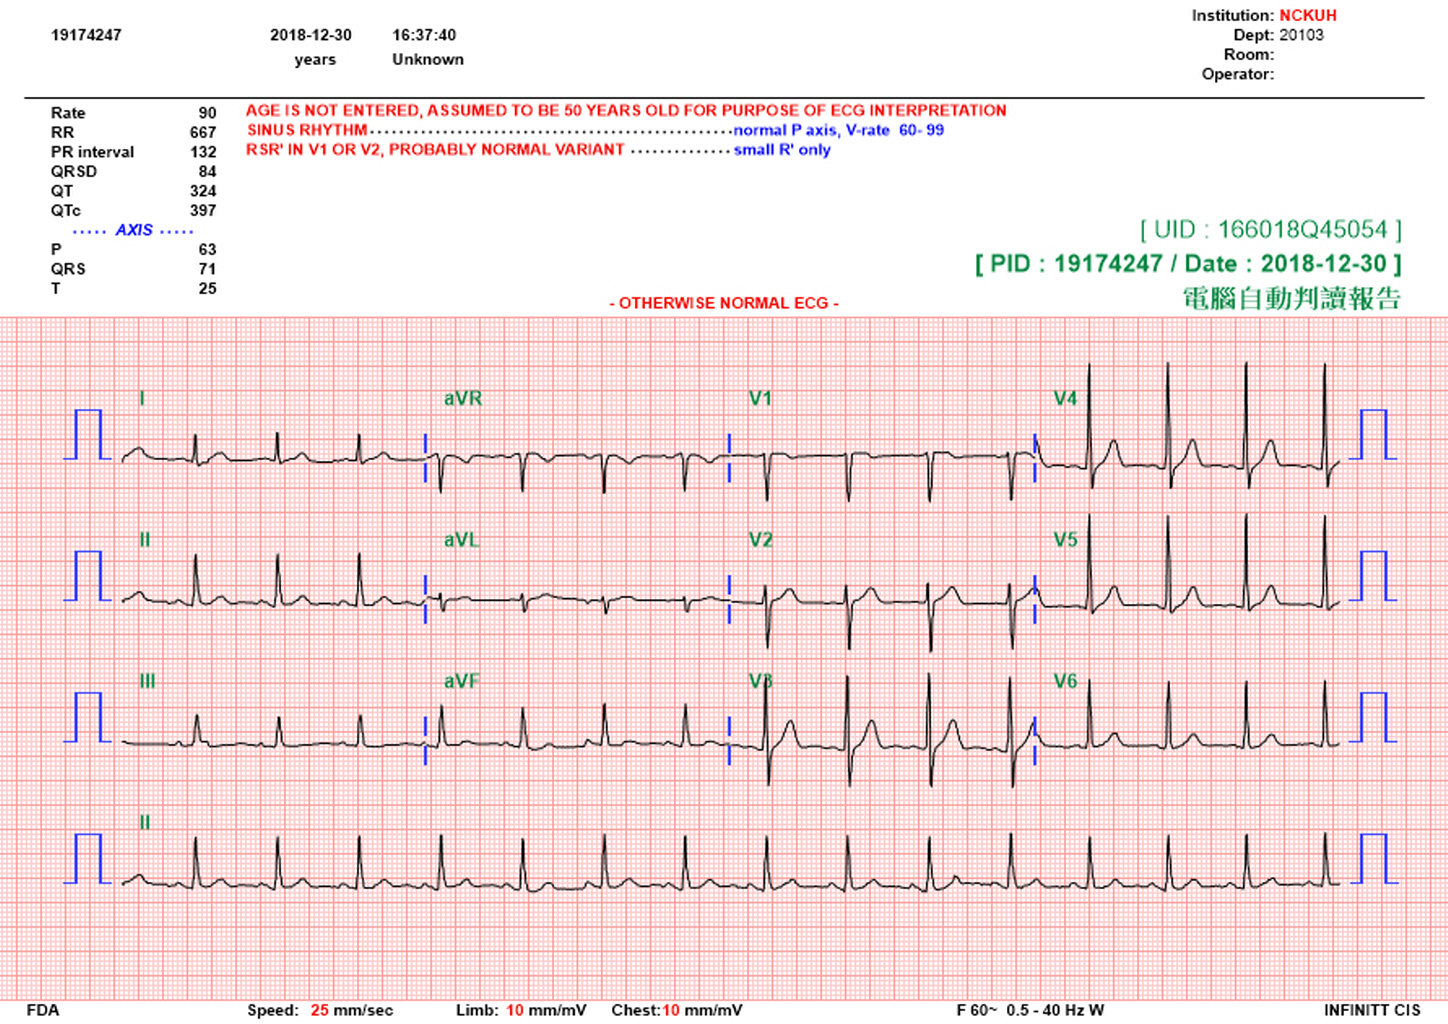 Institution: NCKUH
19174247 2018-12-30 16:37:40 Dept: 20103
Room:
years Unknown
Operator:
Rate 90 AGE IS NOT ENTERED, ASSUMED TO BE 50 YEARS OLD FOR PURPOSE OF ECG INTERPRETATION
RR 667 SINUS RHYTHM................................................normal P axis, V-rate 60- 99
PR interval 132 RSR' IN V1 OR V2, PROBABLY NORMAL VARIANT ..............small R' only
QRSD 84
QT 324
QTc 397
..... AXIS .....
[ UID : 166018Q45054 ]
P 63
[ PID : 19174247 / Date : 2018-12-30 ]
QRS 71
T 25
電腦自動判讀報告
- OTHERWISE NORMAL ECG -
I aVR V1 V4
II aVL V2 V5
III aVF V3 V6
II
FDA Speed: 25 mm/sec Limb: 10 mm/mV Chest:10 mm/mV F 60~ 0.5 - 40 Hz W INFINITT CIS